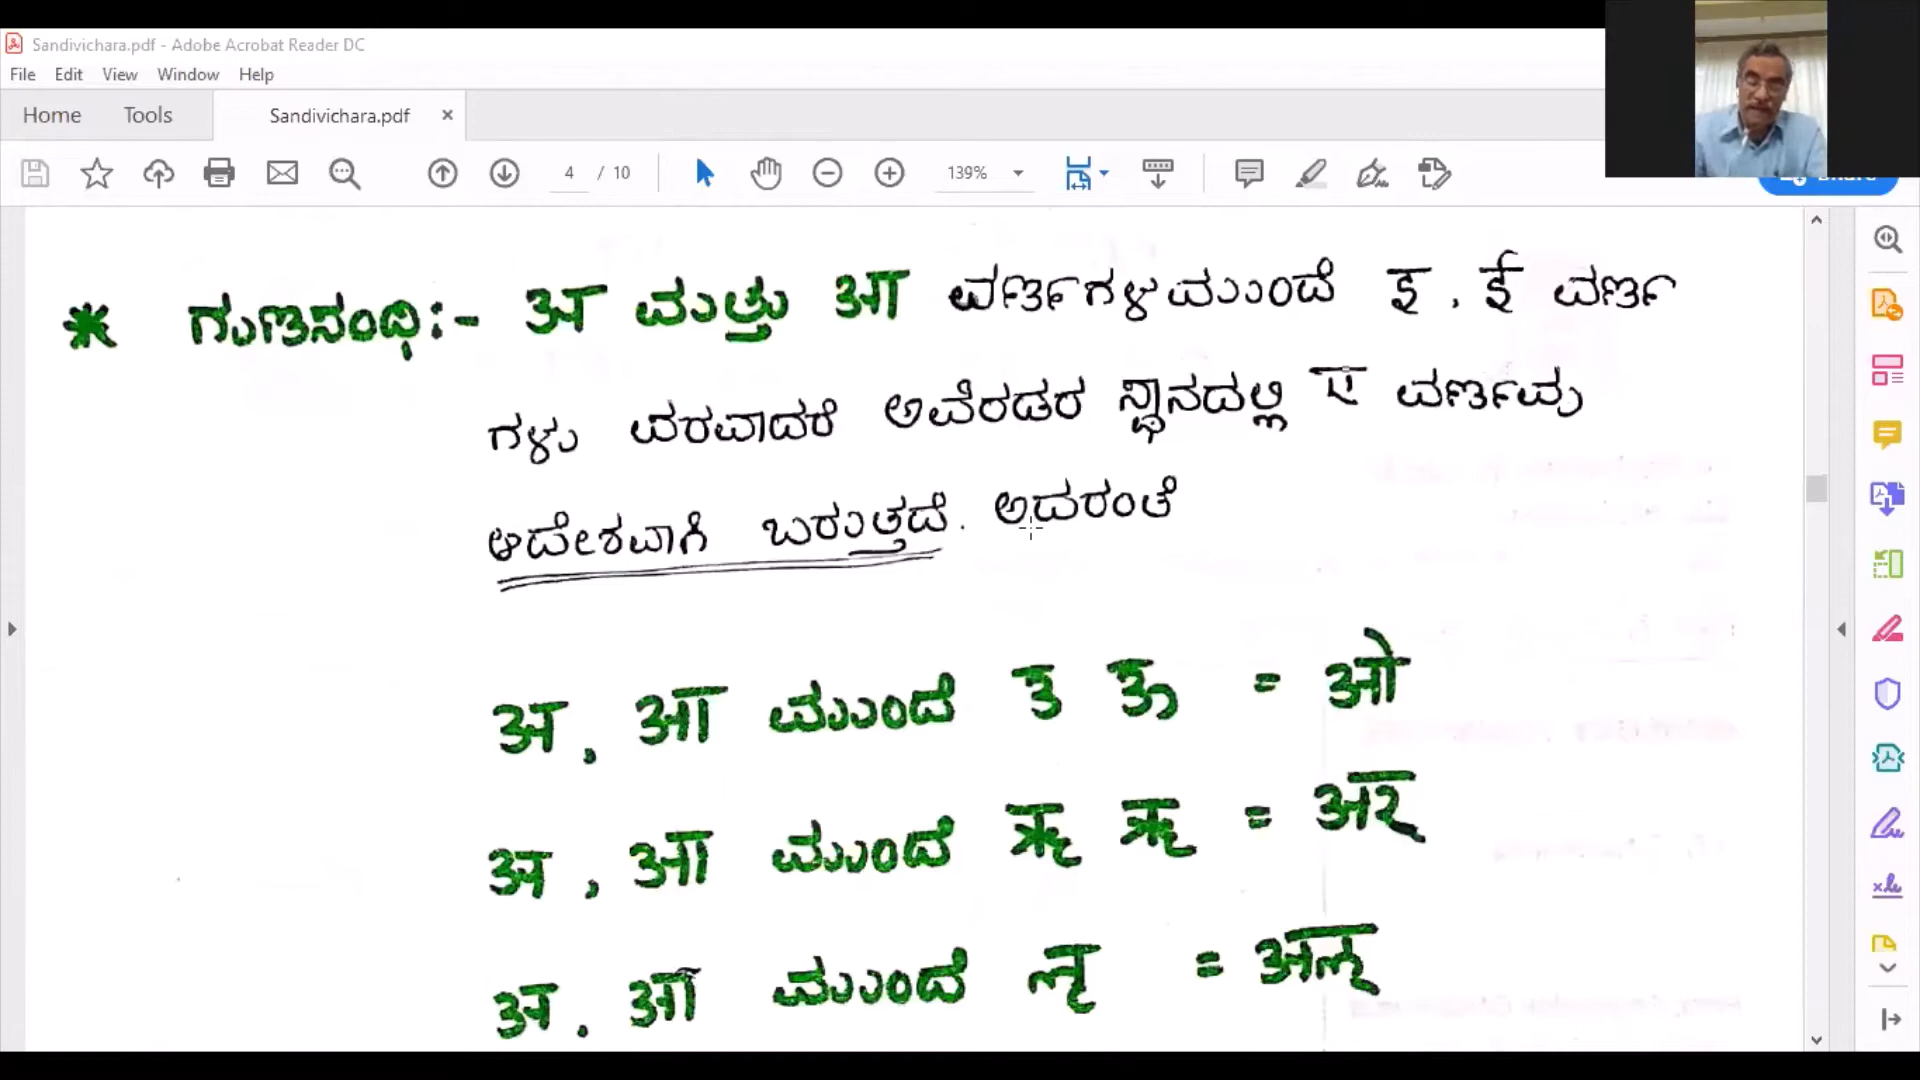 Sandivichara.pdf - Adobe Acrobat Reader DC
File Edit View Window Help
Home Tools Sandivichara.pdf ×
4 / 10 139%
* ಗುಣಸಂಧಿ:- अ ಮತ್ತು आ ವರ್ಣಗಳಮುಂದೆ इ, ई ವರ್ಣ
ಗಳು ಪರವಾದರೆ ಅವೆರಡರ ಸ್ಥಾನದಲ್ಲಿ ए ವರ್ಣವು
ಆದೇಶವಾಗಿ ಬರುತ್ತದೆ. ಅದರಂತೆ
अ, आ ಮುಂದೆ उ ऊ = ओ
अ, आ ಮುಂದೆ ऋ ॠ = अर्
अ, आ ಮುಂದೆ ऌ = अल्